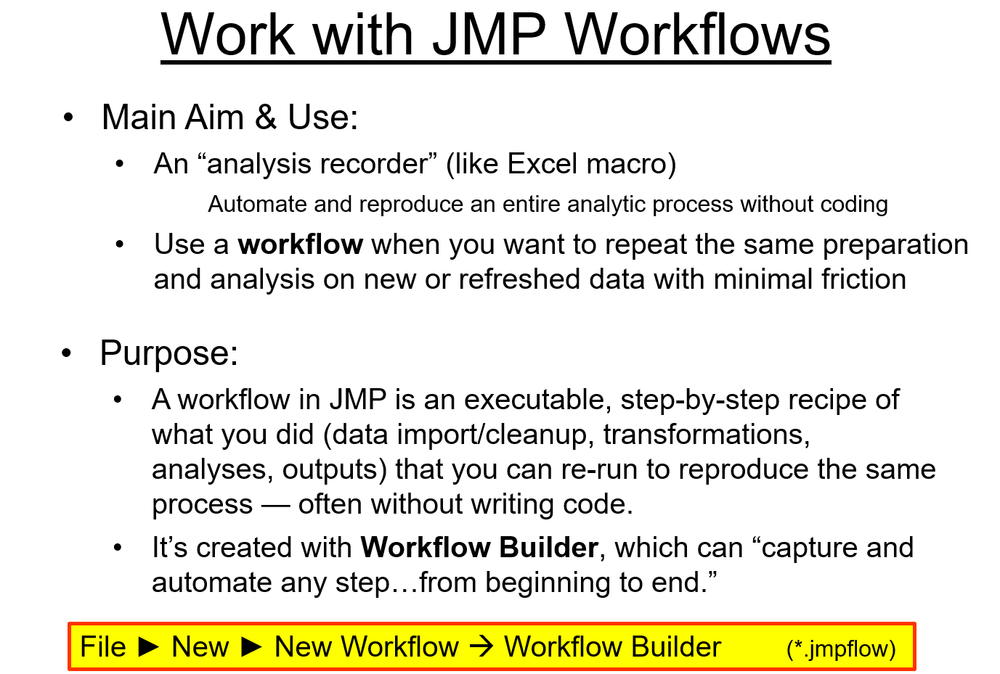 Work with JMP Workflows
• Main Aim & Use:
• An “analysis recorder” (like Excel macro)
Automate and reproduce an entire analytic process without coding
• Use a workflow when you want to repeat the same preparation
and analysis on new or refreshed data with minimal friction
• Purpose:
• A workflow in JMP is an executable, step-by-step recipe of
what you did (data import/cleanup, transformations,
analyses, outputs) that you can re-run to reproduce the same
process — often without writing code.
• It’s created with Workflow Builder, which can “capture and
automate any step…from beginning to end.”
File ► New ► New Workflow → Workflow Builder (*.jmpflow)